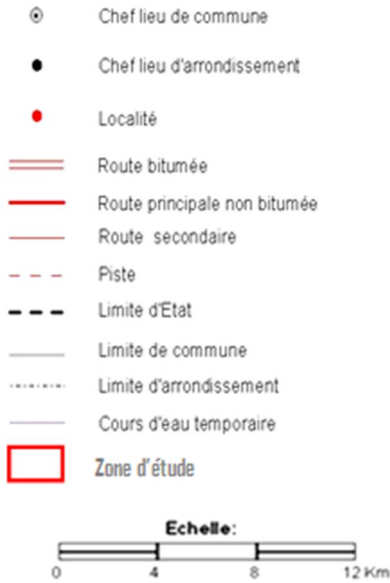 Chef lieu de commune
Chef lieu d'arrondissement
Localité
Route bitumée
Route principale non bitumée
Route secondaire
Piste
Limite d'Etat
Limite de commune
Limite d'arrondissement
Cours d'eau temporaire
Zone d'étude
Echelle:
0 4 8 12 Km